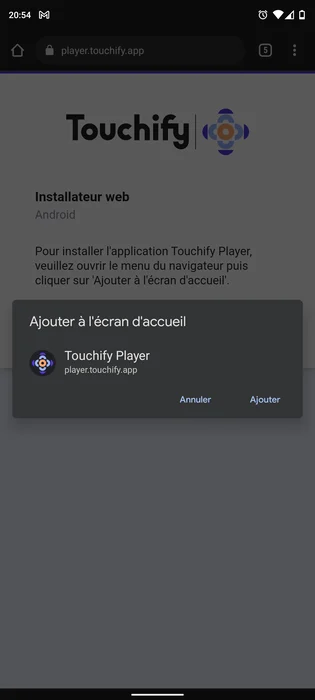 20:54
player.touchify.app
5
Touchify
Installateur web
Android
Pour installer l'application Touchify Player,
veuillez ouvrir le menu du navigateur puis
cliquer sur 'Ajouter à l'écran d'accueil'.
Ajouter à l'écran d'accueil
Touchify Player
player.touchify.app
Annuler
Ajouter